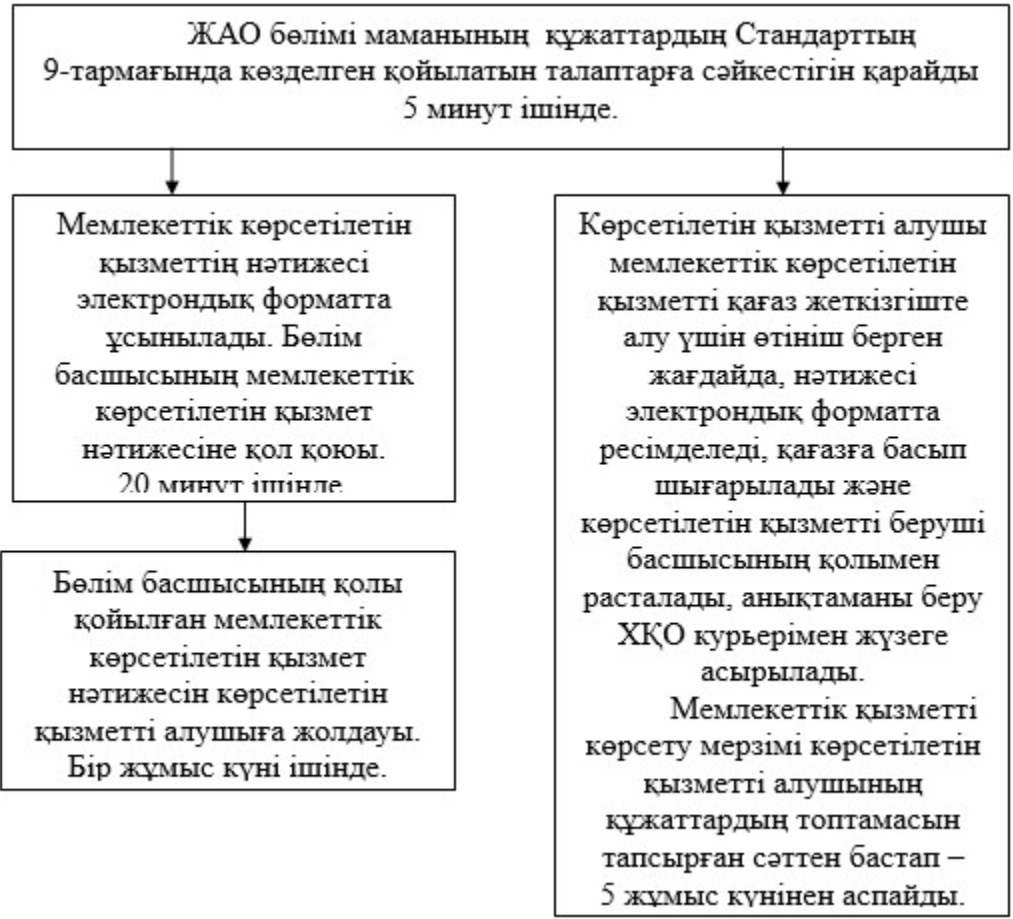 ЖАО бөлімі маманының құжаттардың Стандарттың
9-тармағында көзделген қойылатын талаптарға сәйкестігін қарайды
5 минут ішінде.
Мемлекеттік көрсетілетін
қызметтің нәтижесі
электрондық форматта
ұсынылады. Бөлім
басшысының мемлекеттік
көрсетілетін қызмет
нәтижесіне қол қоюы.
20 минут ішінде
Бөлім басшысының қолы
қойылған мемлекеттік
көрсетілетін қызмет
нәтижесін көрсетілетін
қызметті алушыға жолдауы.
Бір жұмыс күні ішінде.
Көрсетілетін қызметті алушы
мемлекеттік көрсетілетін
қызметті қағаз жеткізгіште
алу үшін өтініш берген
жағдайда, нәтижесі
электрондық форматта
ресімделеді, қағазға басып
шығарылады және
көрсетілетін қызметті беруші
басшысының қолымен
расталады, анықтаманы беру
ХҚО курьерімен жүзеге
асырылады.
Мемлекеттік қызметті
көрсету мерзімі көрсетілетін
қызметті алушының
құжаттардың топтамасын
тапсырған сәттен бастап –
5 жұмыс күнінен аспайды.